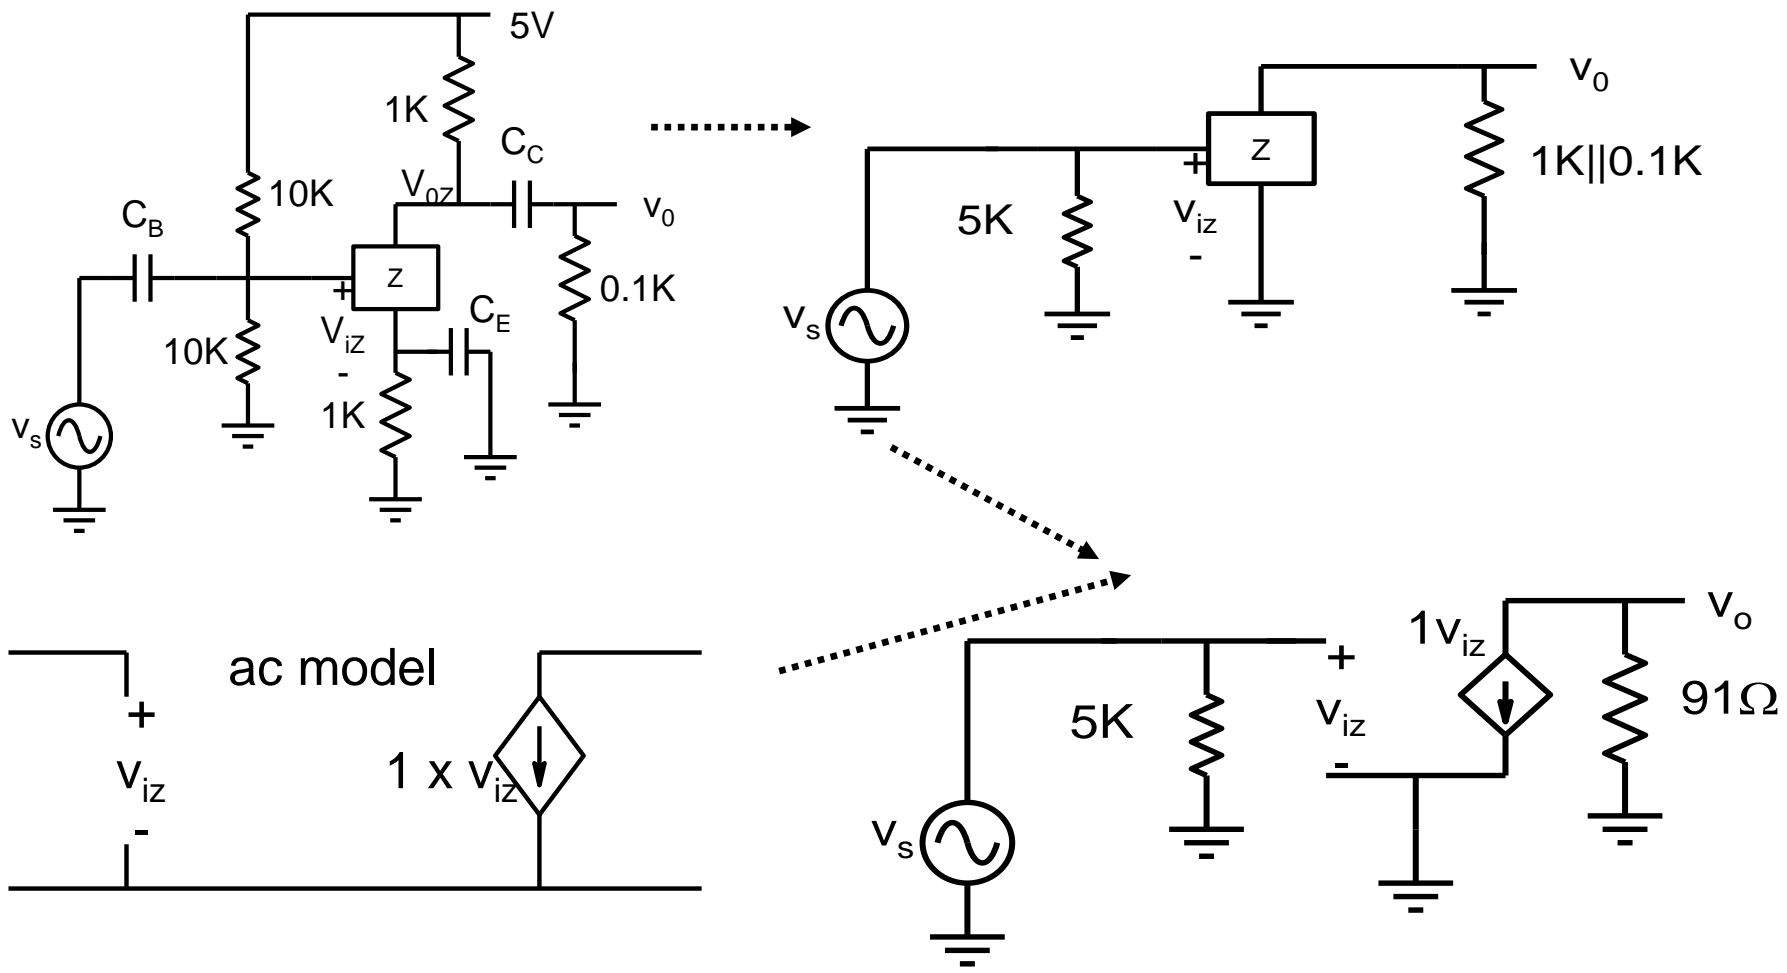 5V
1K
C_C
V_0Z
10K
C_B
v_0
z
+
0.1K
C_E
V_iZ
-
10K
1K
v_s
v_0
z
+
1K||0.1K
5K
v_iz
-
v_s
ac model
+
v_iz
-
1 x v_iz
1v_iz
v_o
+
5K
v_iz
-
91Ω
v_s